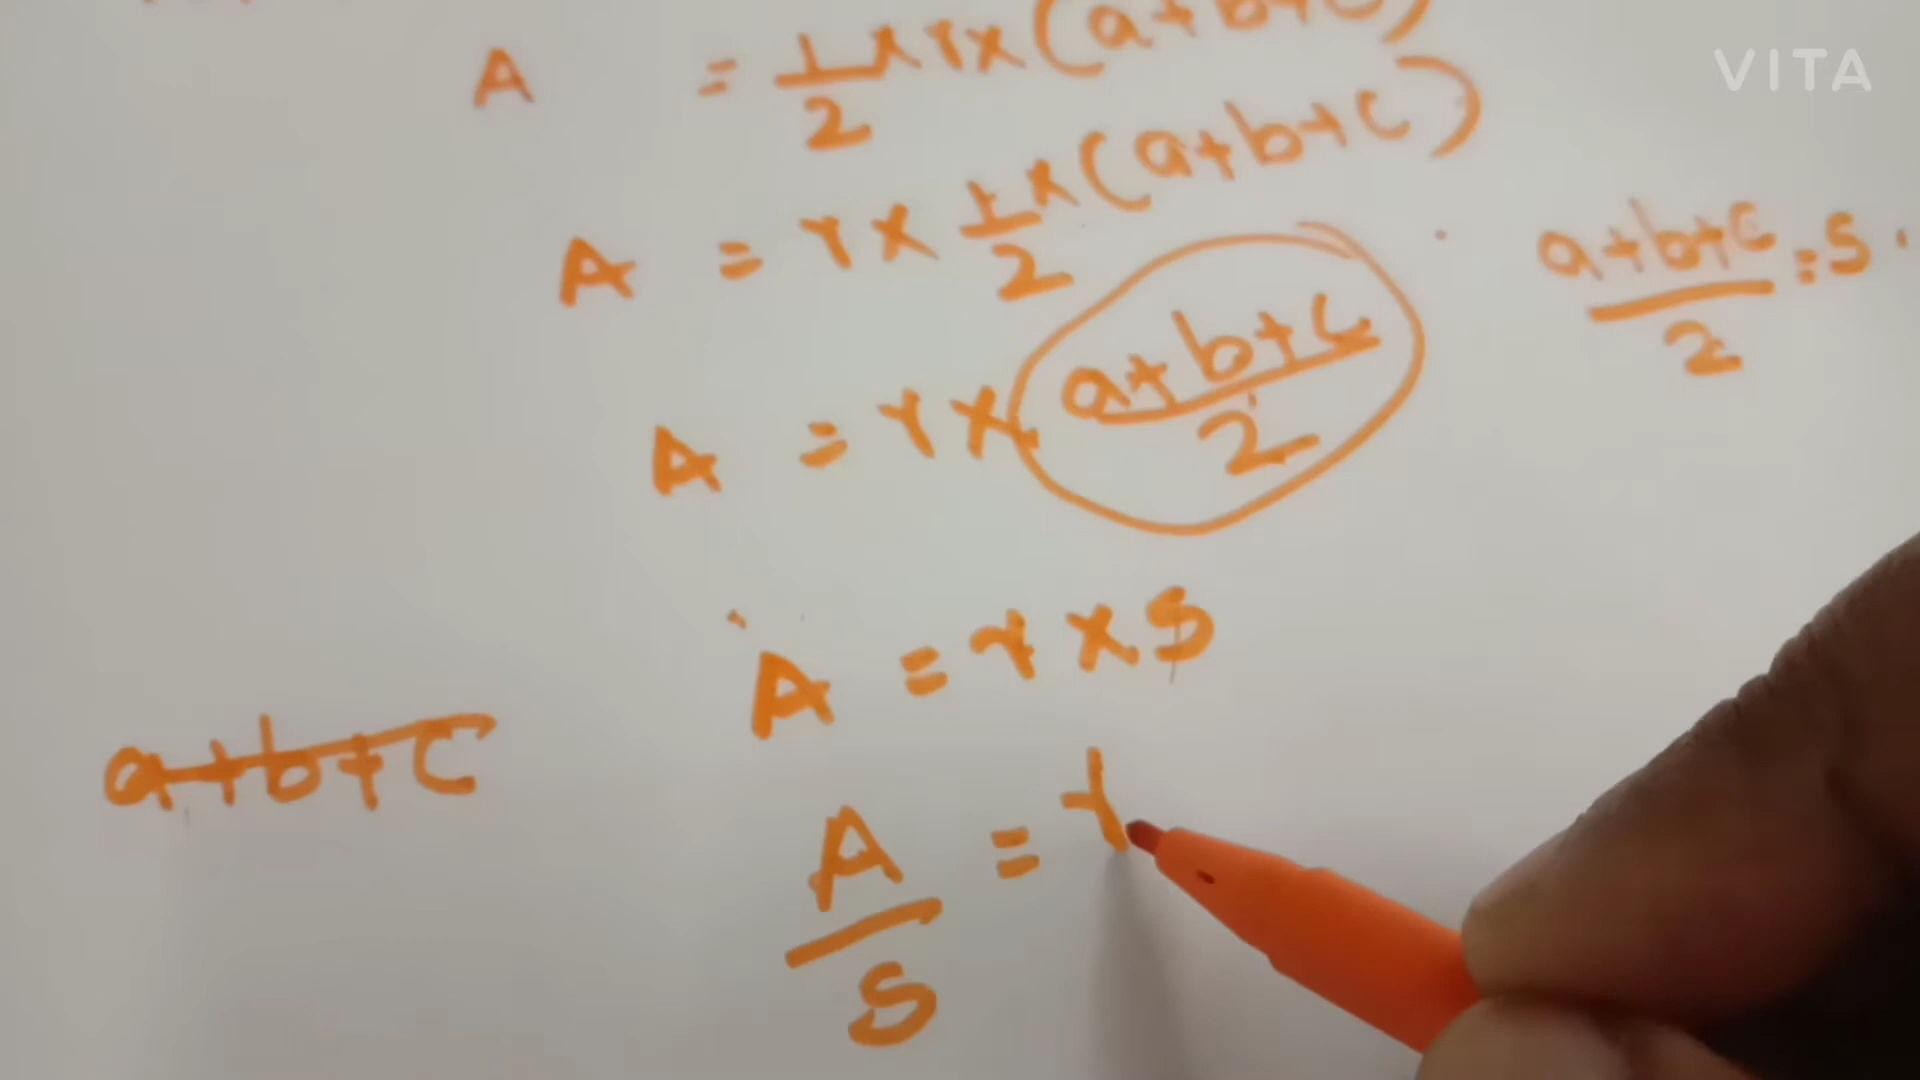 A = 1/2 × r × (a+b+c)
VITA
A = r × 1/2 × (a+b+c)
a+b+c/2 = S
A = r × a+b+c/2
A = r × S
a+b+c
A/S = r